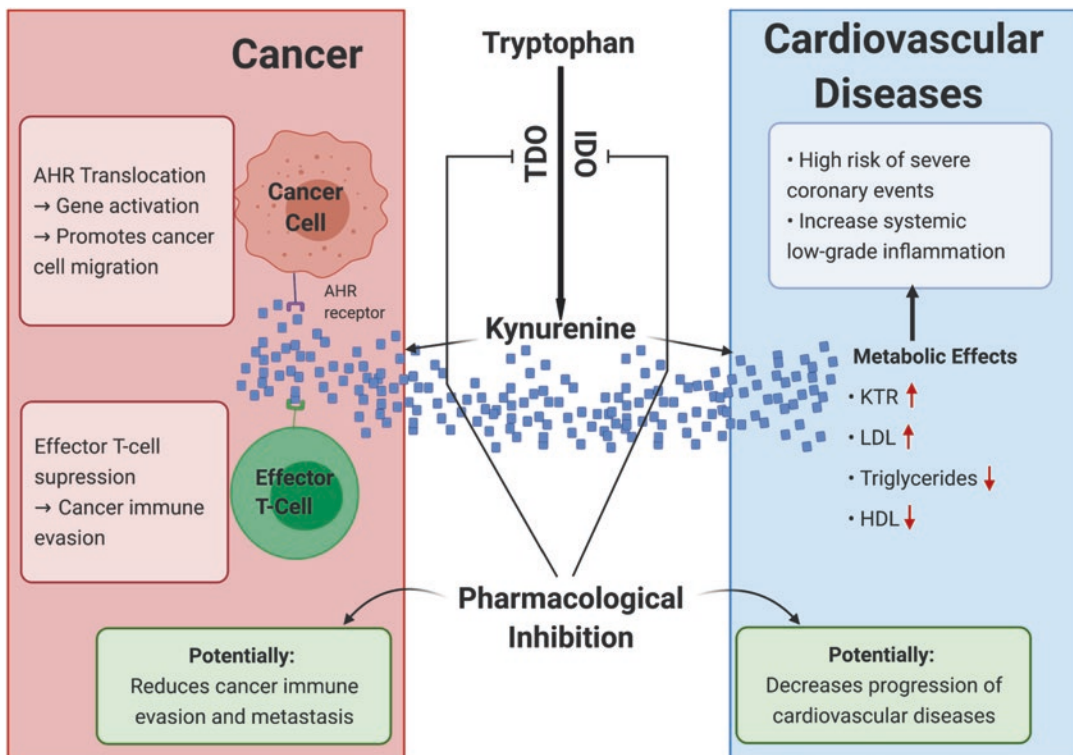 Cancer
AHR Translocation
→ Gene activation
→ Promotes cancer
cell migration
Cancer
Cell
AHR
receptor
Effector T-cell
supression
→ Cancer immune
evasion
Effector
T-Cell
Potentially:
Reduces cancer immune
evasion and metastasis
Tryptophan
TDO
IDO
Kynurenine
Pharmacological
Inhibition
Cardiovascular
Diseases
• High risk of severe
coronary events
• Increase systemic
low-grade inflammation
Metabolic Effects
• KTR ↑
• LDL ↑
• Triglycerides ↓
• HDL ↓
Potentially:
Decreases progression of
cardiovascular diseases